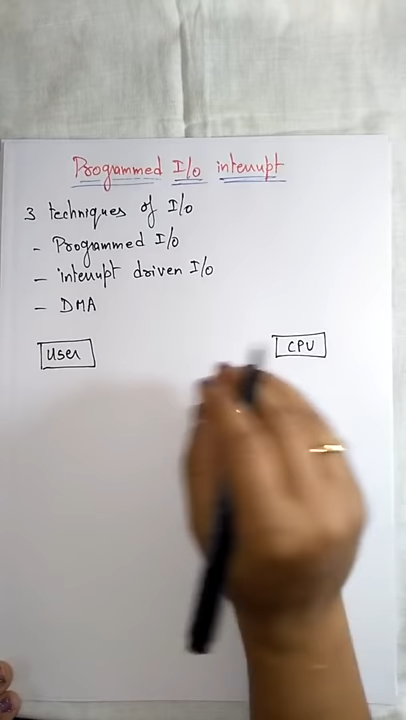 Programmed I/o interrupt
3 techniques of I/o
- Programmed I/o
- interrupt driven I/o
- DMA
User
CPU